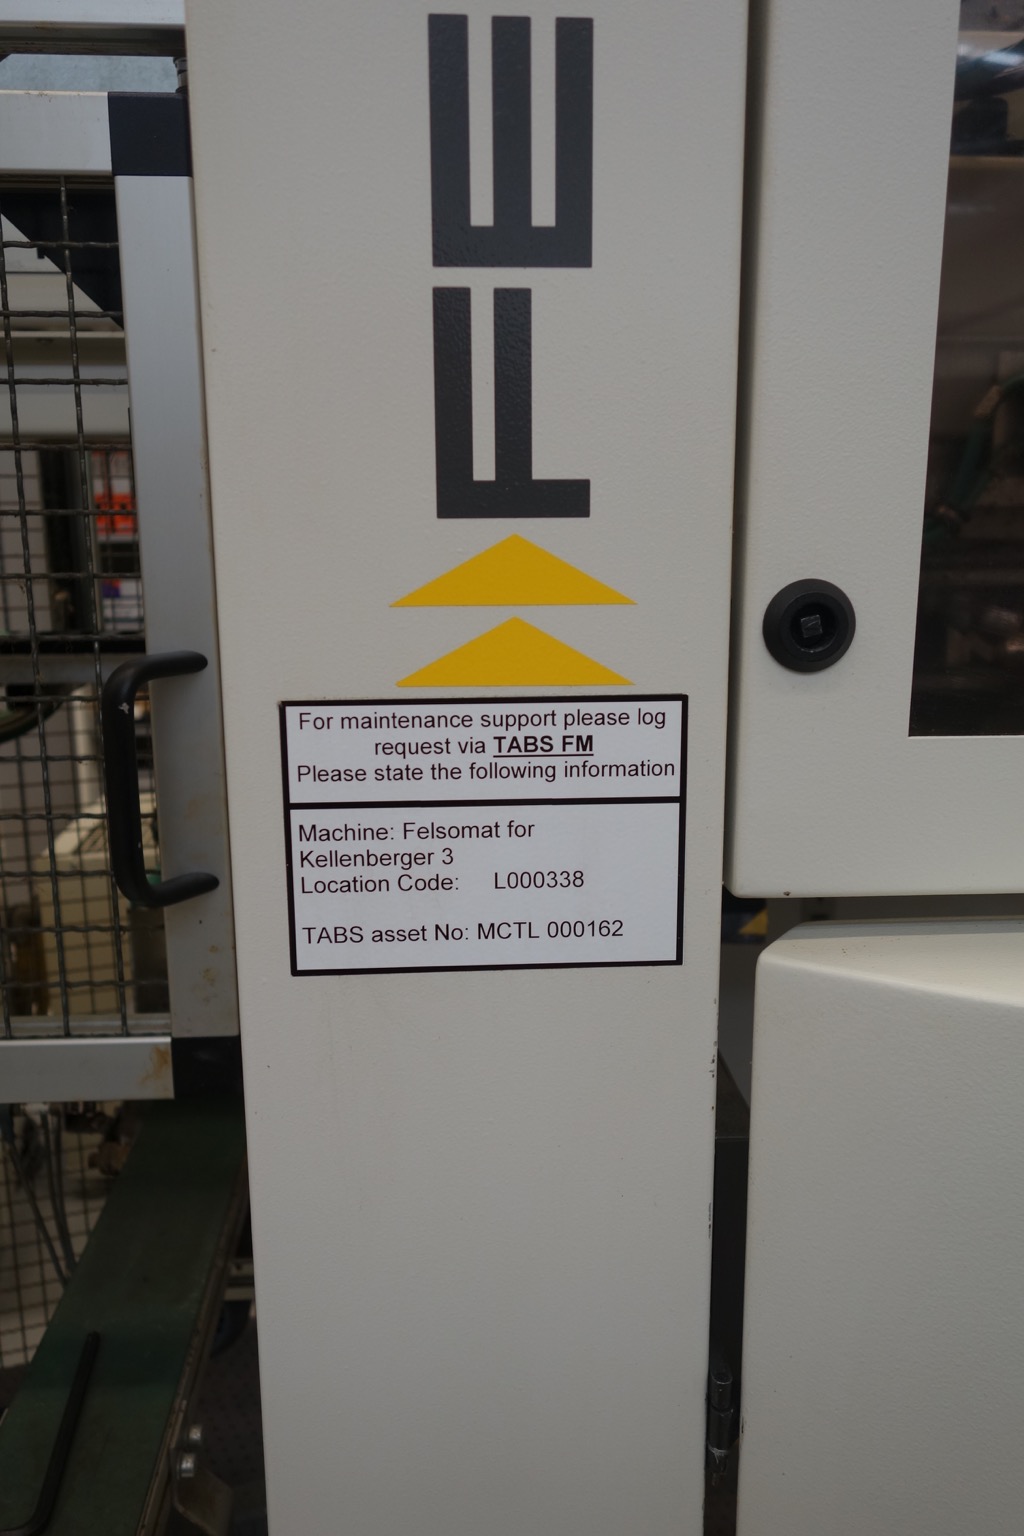 FE
For maintenance support please log
request via TABS FM
Please state the following information
Machine: Felsomat for
Kellenberger 3
Location Code: L000338
TABS asset No: MCTL 000162